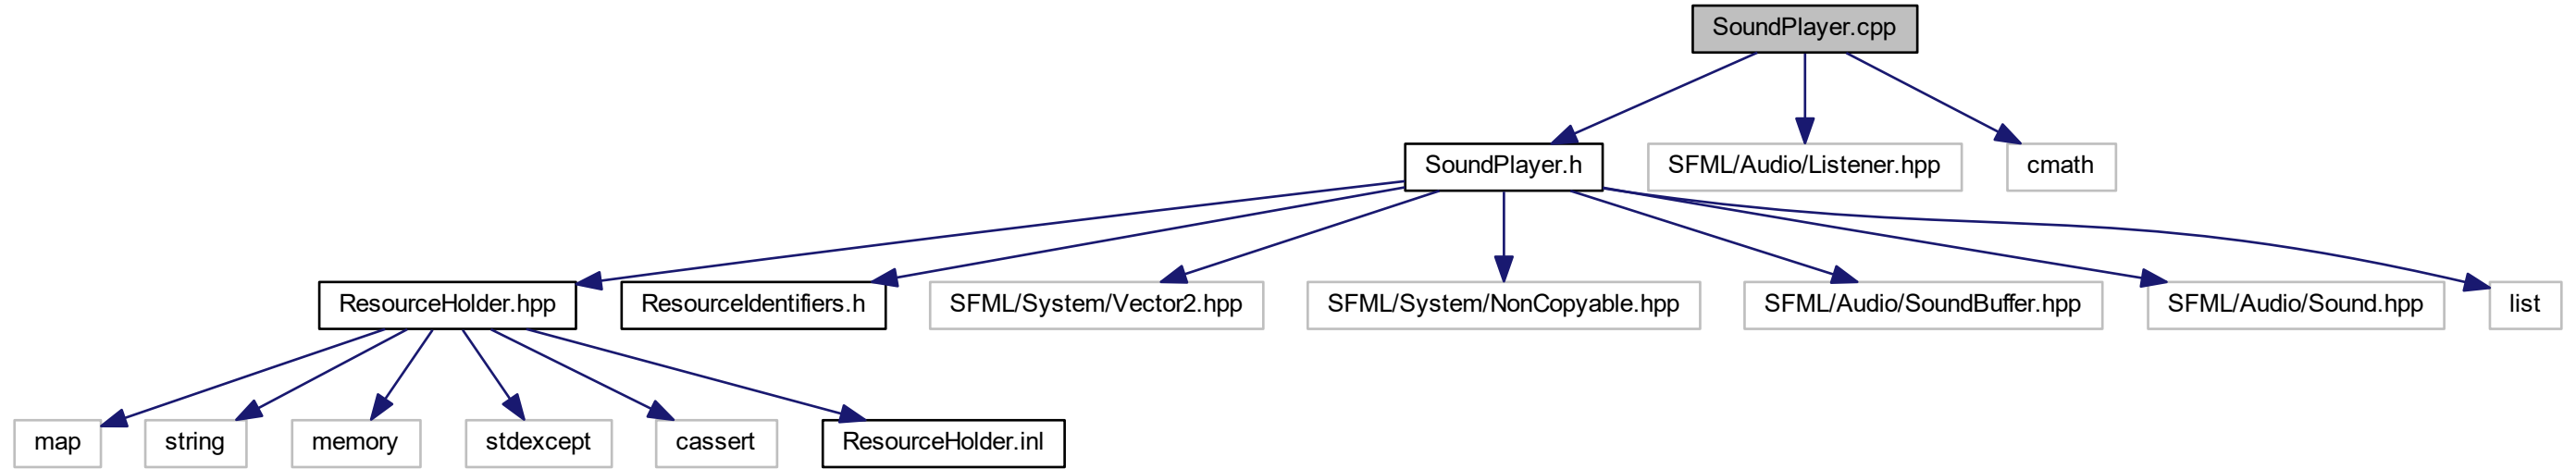 SoundPlayer.cpp
SoundPlayer.h
SFML/Audio/Listener.hpp
cmath
ResourceHolder.hpp
ResourceIdentifiers.h
SFML/System/Vector2.hpp
SFML/System/NonCopyable.hpp
SFML/Audio/SoundBuffer.hpp
SFML/Audio/Sound.hpp
list
map
string
memory
stdexcept
cassert
ResourceHolder.inl